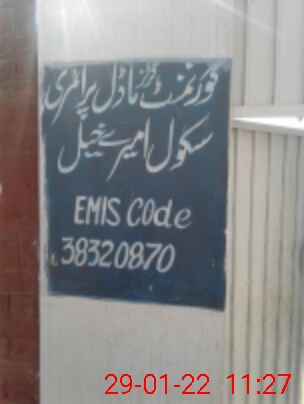 گورنمنٹ گرلز ماڈل پرائمری
سکول امیرے خیل
EMIS Code
38320870
29-01-22 11:27